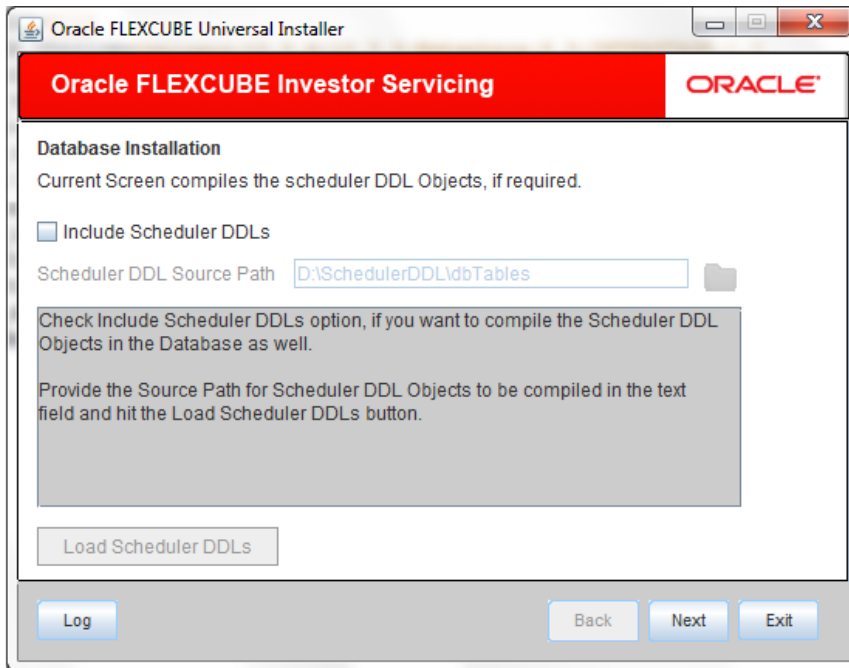 Oracle FLEXCUBE Universal Installer
Oracle FLEXCUBE Investor Servicing
ORACLE
Database Installation
Current Screen compiles the scheduler DDL Objects, if required.
Include Scheduler DDLs
Scheduler DDL Source Path D:\SchedulerDDL\dbTables
Check Include Scheduler DDLs option, if you want to compile the Scheduler DDL
Objects in the Database as well.
Provide the Source Path for Scheduler DDL Objects to be compiled in the text
field and hit the Load Scheduler DDLs button.
Load Scheduler DDLs
Log Back Next Exit